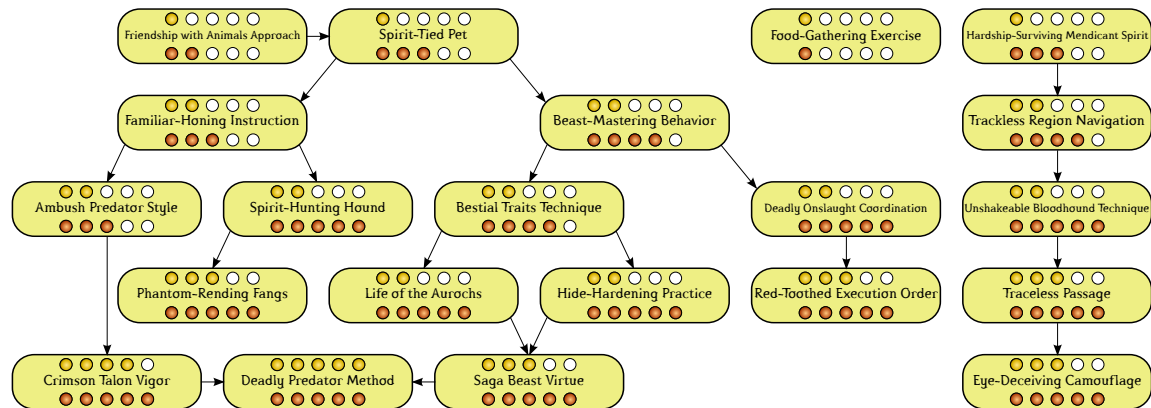 Friendship with Animals Approach
Spirit-Tied Pet
Food-Gathering Exercise
Hardship-Surviving Mendicant Spirit
Familiar-Honing Instruction
Beast-Mastering Behavior
Trackless Region Navigation
Ambush Predator Style
Spirit-Hunting Hound
Bestial Traits Technique
Deadly Onslaught Coordination
Unshakeable Bloodhound Technique
Phantom-Rending Fangs
Life of the Aurochs
Hide-Hardening Practice
Red-Toothed Execution Order
Traceless Passage
Crimson Talon Vigor
Deadly Predator Method
Saga Beast Virtue
Eye-Deceiving Camouflage